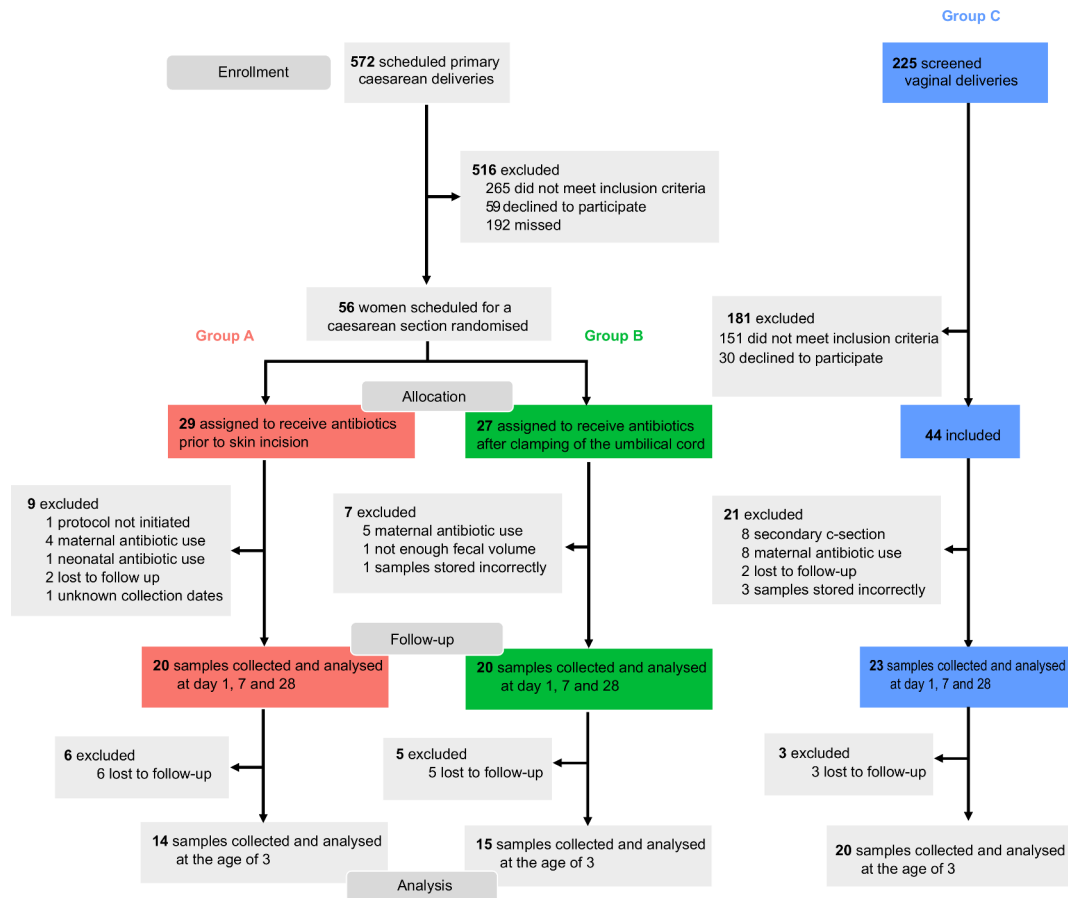 Group C
Enrollment
572 scheduled primary
caesarean deliveries
225 screened
vaginal deliveries
516 excluded
265 did not meet inclusion criteria
59 declined to participate
192 missed
56 women scheduled for a
caesarean section randomised
Group A
Group B
181 excluded
151 did not meet inclusion criteria
30 declined to participate
Allocation
29 assigned to receive antibiotics
prior to skin incision
27 assigned to receive antibiotics
after clamping of the umbilical cord
44 included
9 excluded
1 protocol not initiated
4 maternal antibiotic use
1 neonatal antibiotic use
2 lost to follow up
1 unknown collection dates
7 excluded
5 maternal antibiotic use
1 not enough fecal volume
1 samples stored incorrectly
21 excluded
8 secondary c-section
8 maternal antibiotic use
2 lost to follow-up
3 samples stored incorrectly
Follow-up
20 samples collected and analysed
at day 1, 7 and 28
20 samples collected and analysed
at day 1, 7 and 28
23 samples collected and analysed
at day 1, 7 and 28
6 excluded
6 lost to follow-up
5 excluded
5 lost to follow-up
3 excluded
3 lost to follow-up
14 samples collected and analysed
at the age of 3
15 samples collected and analysed
at the age of 3
20 samples collected and analysed
at the age of 3
Analysis